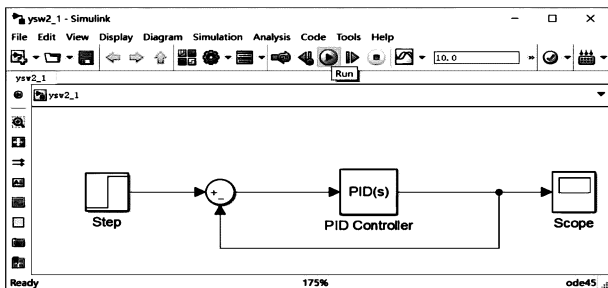 ysw2_1 - Simulink
File Edit View Display Diagram Simulation Analysis Code Tools Help
10.0
»
Run
ysw2_1
ysw2_1
+
-
PID(s)
Step
PID Controller
Scope
Ready
175%
ode45